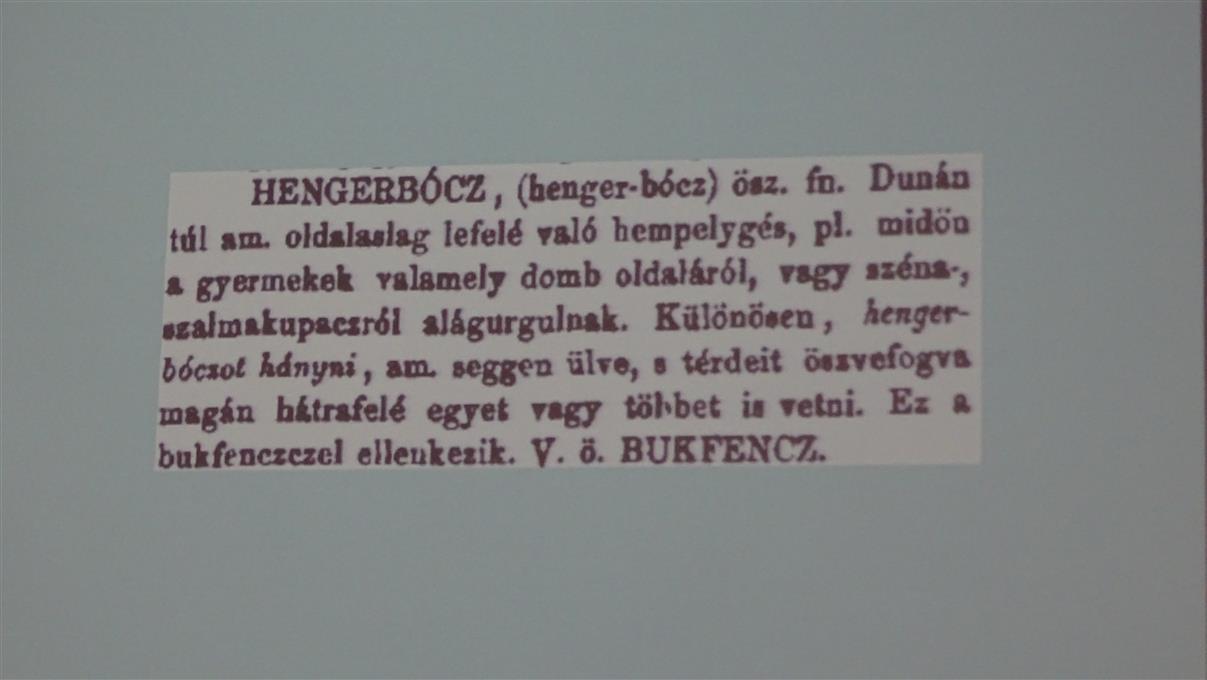 HENGERBÓCZ, (henger-bócz) ösz. fn. Dunán
túl am. oldalaslag lefelé való hempelygés, pl. midőn
a gyermekek valamely domb oldaláról, vagy széna-,
szalmakupaczról alágurgulnak. Különösen, henger-
bóczot hányni, am. seggen ülve, s térdeit öszvefogva
magán hátrafelé egyet vagy többet is vetni. Ez a
bukfenczczel ellenkezik. V. ö. BUKFENCZ.